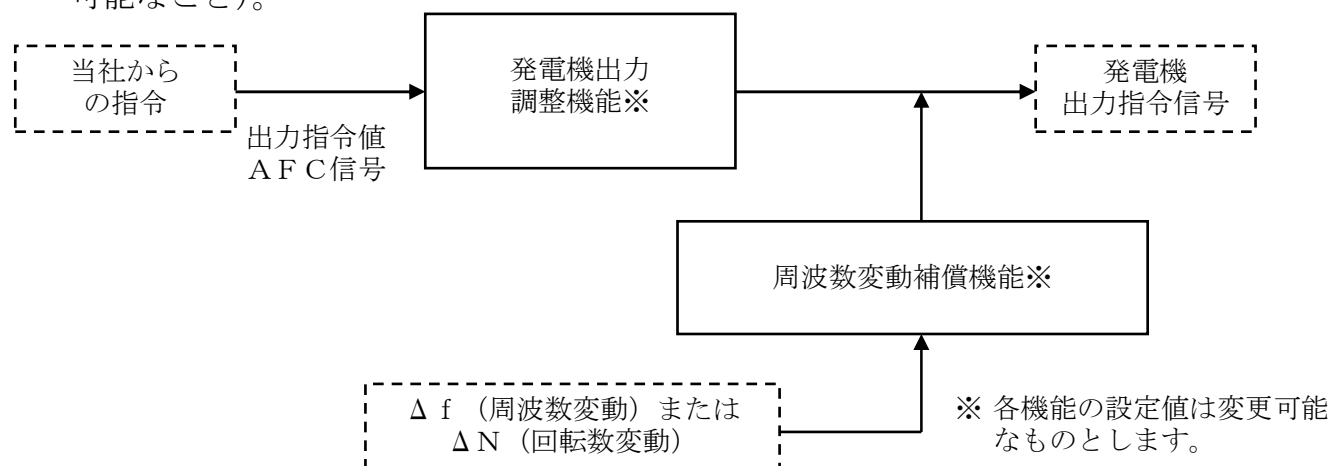 可能なこと)。
当社から
の指令
発電機出力
調整機能※
発電機
出力指令信号
出力指令値
ＡＦＣ信号
周波数変動補償機能※
Δｆ（周波数変動）または
ΔＮ（回転数変動）
※ 各機能の設定値は変更可能
なものとします。